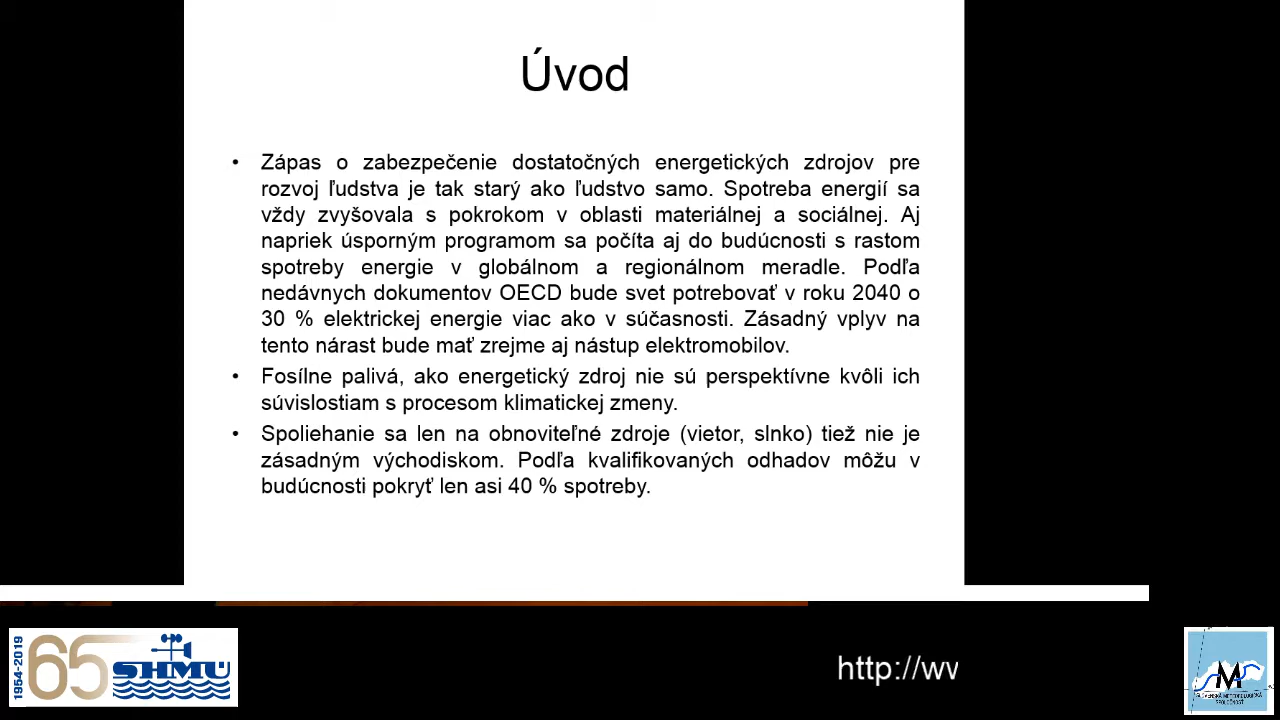 Úvod
• Zápas o zabezpečenie dostatočných energetických zdrojov pre
rozvoj ľudstva je tak starý ako ľudstvo samo. Spotreba energií sa
vždy zvyšovala s pokrokom v oblasti materiálnej a sociálnej. Aj
napriek úsporným programom sa počíta aj do budúcnosti s rastom
spotreby energie v globálnom a regionálnom meradle. Podľa
nedávnych dokumentov OECD bude svet potrebovať v roku 2040 o
30 % elektrickej energie viac ako v súčasnosti. Zásadný vplyv na
tento nárast bude mať zrejme aj nástup elektromobilov.
• Fosílne palivá, ako energetický zdroj nie sú perspektívne kvôli ich
súvislostiam s procesom klimatickej zmeny.
• Spoliehanie sa len na obnoviteľné zdroje (vietor, slnko) tiež nie je
zásadným východiskom. Podľa kvalifikovaných odhadov môžu v
budúcnosti pokryť len asi 40 % spotreby.
1954-2019
65
SHMÚ
http://ww
M
SLOVENSKÁ METEOROLOGICKÁ
SPOLOČNOSŤ